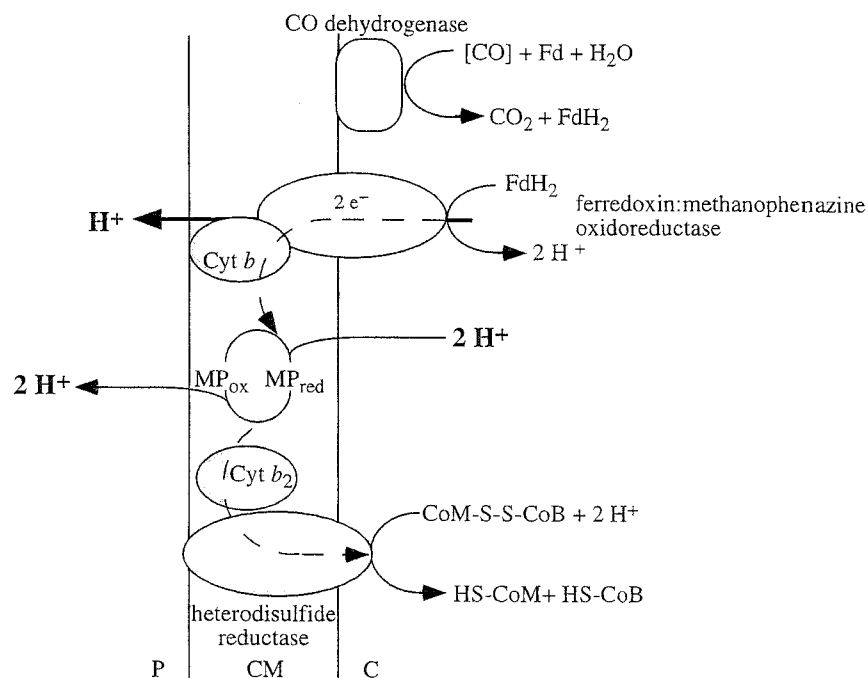 CO dehydrogenase
[CO] + Fd + H₂O
CO₂ + FdH₂
FdH₂
2 e⁻
ferredoxin:methanophenazine
oxidoreductase
H⁺
2 H⁺
Cyt b
2 H⁺
2 H⁺
MPox MPred
Cyt b₂
CoM-S-S-CoB + 2 H⁺
HS-CoM+ HS-CoB
heterodisulfide
reductase
P CM C